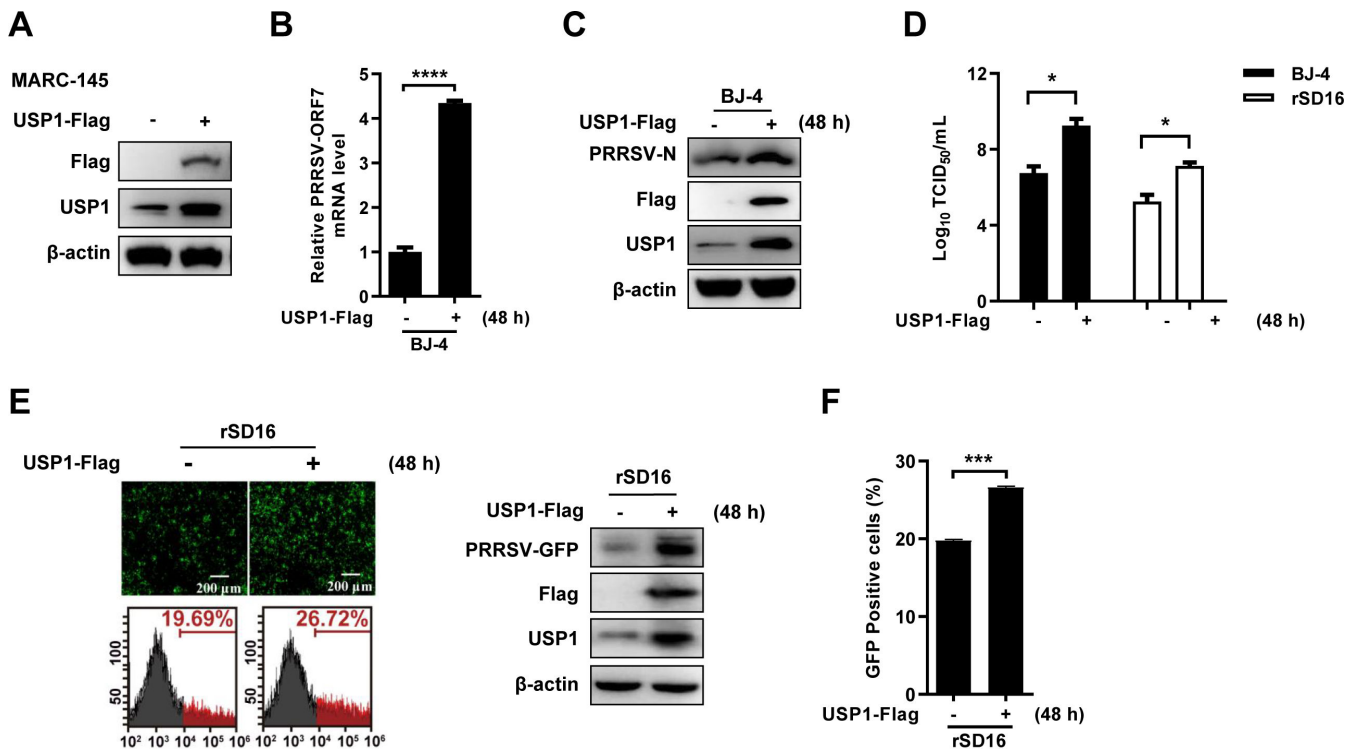 A
MARC-145
USP1-Flag - +
Flag
USP1
β-actin
B
Relative PRRSV-ORF7
mRNA level
5
4
3
2
1
0
****
USP1-Flag - + (48 h)
BJ-4
C
BJ-4
USP1-Flag - + (48 h)
PRRSV-N
Flag
USP1
β-actin
D
Log10 TCID50/mL
12
9
6
3
0
*
*
BJ-4
rSD16
USP1-Flag - + - + (48 h)
E
rSD16
USP1-Flag - + (48 h)
200 μm
200 μm
19.69%
26.72%
100
50
100
50
10² 10³ 10⁴ 10⁵ 10⁶
10² 10³ 10⁴ 10⁵ 10⁶
rSD16
USP1-Flag - + (48 h)
PRRSV-GFP
Flag
USP1
β-actin
F
GFP Positive cells (%)
30
20
10
0
***
USP1-Flag - + (48 h)
rSD16